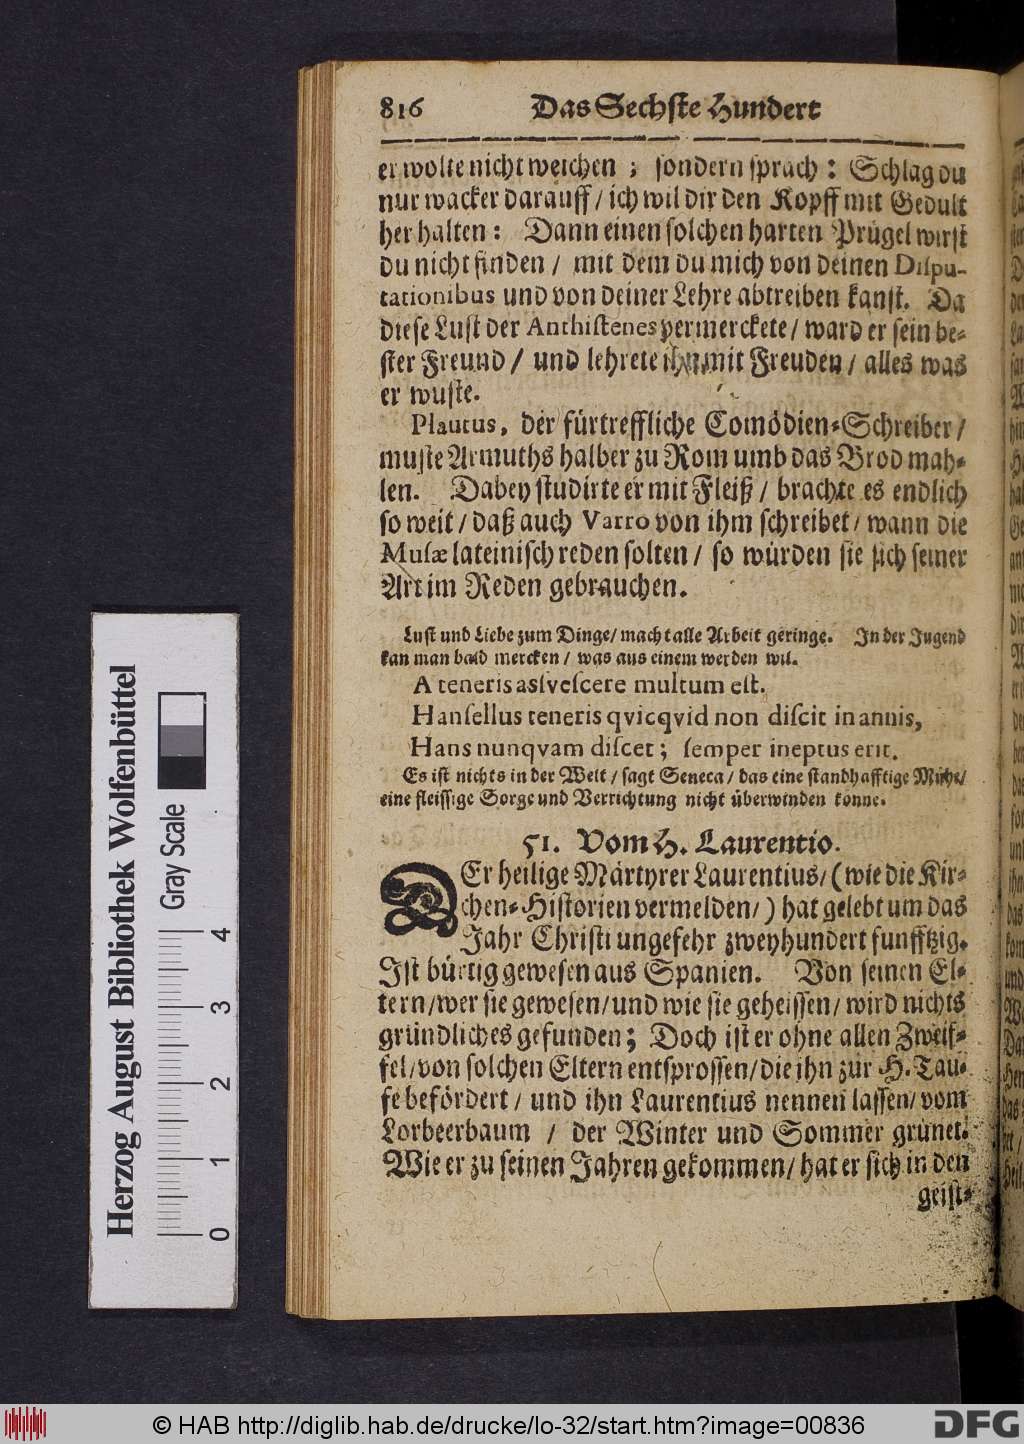 816 Das Sechste Hundert
er wolte nicht weichen; sondern sprach: Schlag du
nur wacker darauff/ ich wil dir den Kopff mit Gedult
her halten: Dann einen solchen harten Prügel wirst
du nicht finden/ mit dem du mich von deinen Dispu-
tationibus und von deiner Lehre abtreiben kanst. Da
diese Lust der Anthistenes vermerckete/ ward er sein be-
ster Freund/ und lehrete ihn mit Freuden/ alles was
er wuste.
Plautus, der fürtreffliche Comödien-Schreiber/
muste Armuths halber zu Rom umb das Brod mah-
len. Dabey studirte er mit Fleiß/ brachte es endlich
so weit/ daß auch Varro von ihm schreibet/ wann die
Musæ lateinisch reden solten/ so würden sie sich seiner
Art im Reden gebrauchen.
Lust und Liebe zum Dinge/ macht alle Arbeit geringe. In der Jugend
kan man bald mercken/ was aus einem werden wil.
A teneris asſveſcere multum eſt.
Hanſellus teneris qvicqvid non diſcit in annis,
Hans nunqvam diſcet; ſemper ineptus erit.
Es ist nichts in der Welt/ sagt Seneca/ das eine standhafftige Mühe/
eine fleissige Sorge und Verrichtung nicht überwinden konne.
51. Vom H. Laurentio.
DEr heilige Märtyrer Laurentius/ (wie die Kir-
chen-Historien vermelden/) hat gelebt um das
Jahr Christi ungefehr zweyhundert funfftzig.
Ist bürtig gewesen aus Spanien. Von seinen El-
tern/ wer sie gewesen/ und wie sie geheissen/ wird nichts
gründliches gefunden; Doch ist er ohne allen Zweif-
fel/ von solchen Eltern entsprossen/ die ihn zur H. Tau-
fe befördert/ und ihn Laurentius nennen lassen/ vom
Lorbeerbaum/ der Winter und Sommer grünet.
Wie er zu seinen Jahren gekommen/ hat er sich in den
geist-
Herzog August Bibliothek Wolfenbüttel
Gray Scale
0 1 2 3 4
© HAB http://diglib.hab.de/drucke/lo-32/start.htm?image=00836
DFG